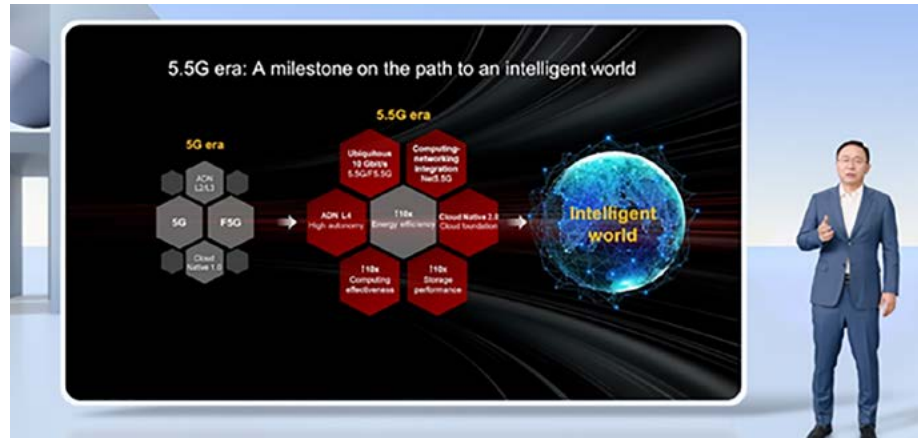 5.5G era: A milestone on the path to an intelligent world
5G era
ADN
L2/L3
5G
F5G
Cloud
Native 1.0
5.5G era
Ubiquitous
10 Gbit/s
5.5G/F5.5G
Computing-
networking
integration
Net5.5G
ADN L4
High autonomy
↑10x
Energy efficiency
Cloud Native 2.0
Cloud foundation
↑10x
Computing
effectiveness
↑10x
Storage
performance
Intelligent
world